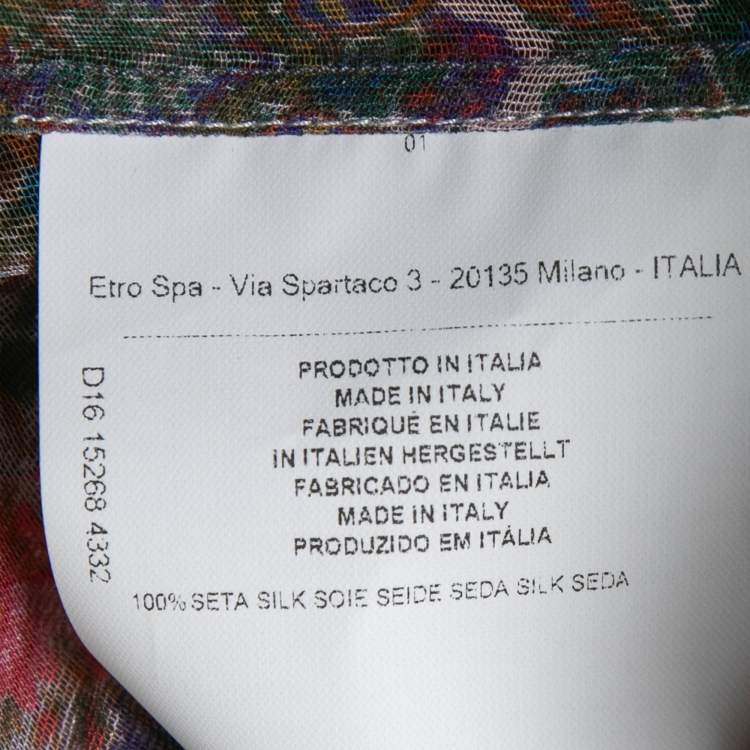 01
Etro Spa - Via Spartaco 3 - 20135 Milano - ITALIA
PRODOTTO IN ITALIA
MADE IN ITALY
FABRIQUÉ EN ITALIE
IN ITALIEN HERGESTELLT
FABRICADO EN ITALIA
MADE IN ITALY
PRODUZIDO EM ITÁLIA
100% SETA SILK SOIE SEIDE SEDA SILK SEDA
D16 15268 4332